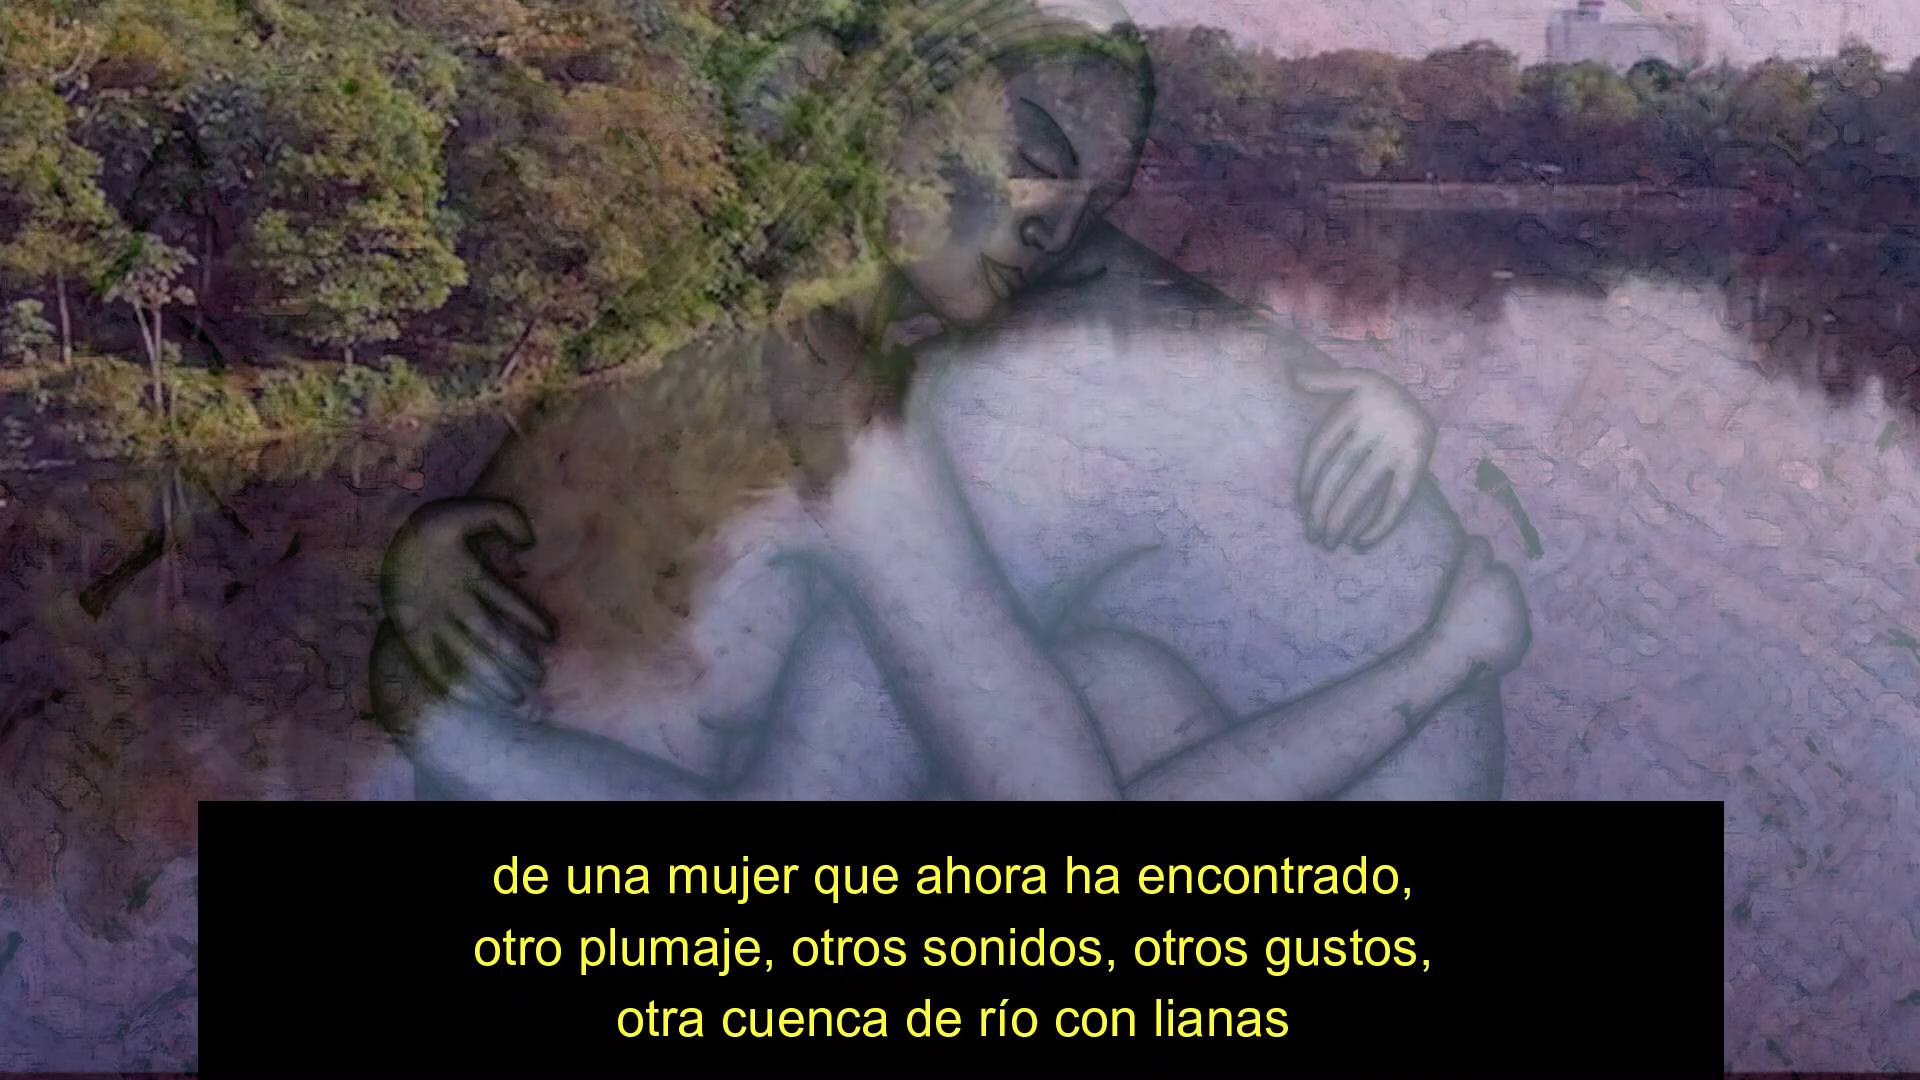 de una mujer que ahora ha encontrado,
otro plumaje, otros sonidos, otros gustos,
otra cuenca de río con lianas